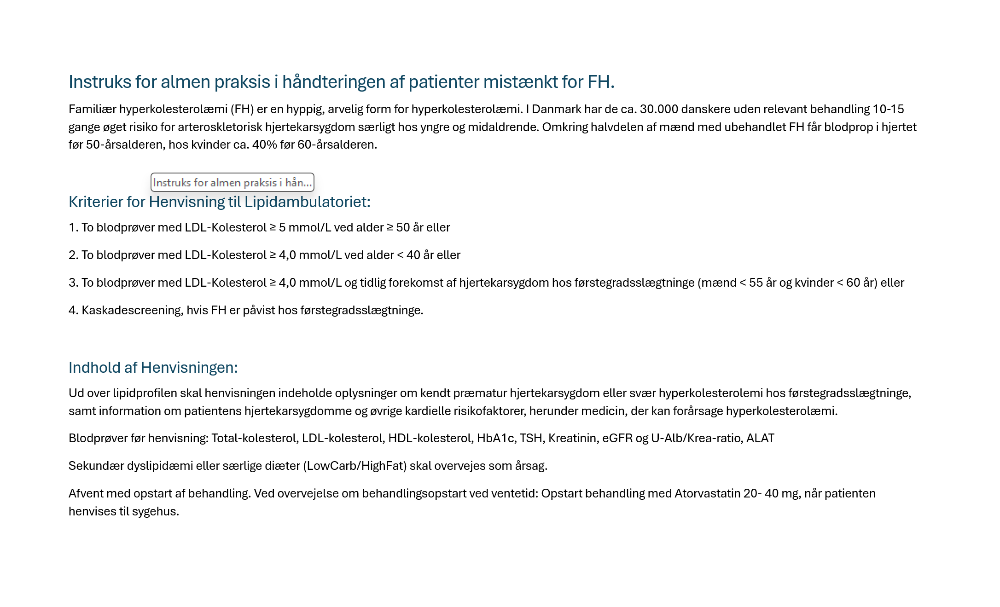 Instruks for almen praksis i håndteringen af patienter mistænkt for FH.
Familiær hyperkolesterolæmi (FH) er en hyppig, arvelig form for hyperkolesterolæmi. I Danmark har de ca. 30.000 danskere uden relevant behandling 10-15
gange øget risiko for arteroskletorisk hjertekarsygdom særligt hos yngre og midaldrende. Omkring halvdelen af mænd med ubehandlet FH får blodprop i hjertet
før 50-årsalderen, hos kvinder ca. 40% før 60-årsalderen.
Instruks for almen praksis i hån...
Kriterier for Henvisning til Lipidambulatoriet:
1. To blodprøver med LDL-Kolesterol ≥ 5 mmol/L ved alder ≥ 50 år eller
2. To blodprøver med LDL-Kolesterol ≥ 4,0 mmol/L ved alder < 40 år eller
3. To blodprøver med LDL-Kolesterol ≥ 4,0 mmol/L og tidlig forekomst af hjertekarsygdom hos førstegradsslægtninge (mænd < 55 år og kvinder < 60 år) eller
4. Kaskadescreening, hvis FH er påvist hos førstegradsslægtninge.
Indhold af Henvisningen:
Ud over lipidprofilen skal henvisningen indeholde oplysninger om kendt præmatur hjertekarsygdom eller svær hyperkolesterolemi hos førstegradsslægtninge,
samt information om patientens hjertekarsygdomme og øvrige kardielle risikofaktorer, herunder medicin, der kan forårsage hyperkolesterolæmi.
Blodprøver før henvisning: Total-kolesterol, LDL-kolesterol, HDL-kolesterol, HbA1c, TSH, Kreatinin, eGFR og U-Alb/Krea-ratio, ALAT
Sekundær dyslipidæmi eller særlige diæter (LowCarb/HighFat) skal overvejes som årsag.
Afvent med opstart af behandling. Ved overvejelse om behandlingsopstart ved ventetid: Opstart behandling med Atorvastatin 20- 40 mg, når patienten
henvises til sygehus.